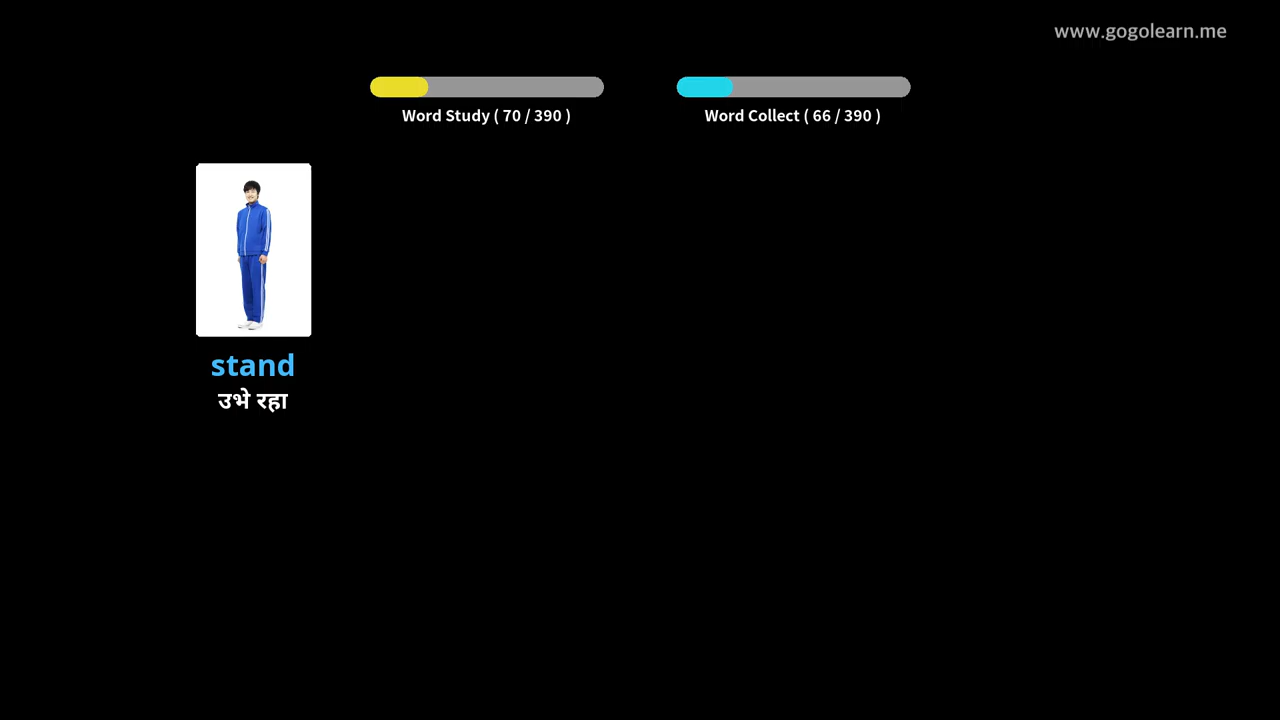 www.gogolearn.me
Word Study ( 70 / 390 )
Word Collect ( 66 / 390 )
stand
उभे रहा